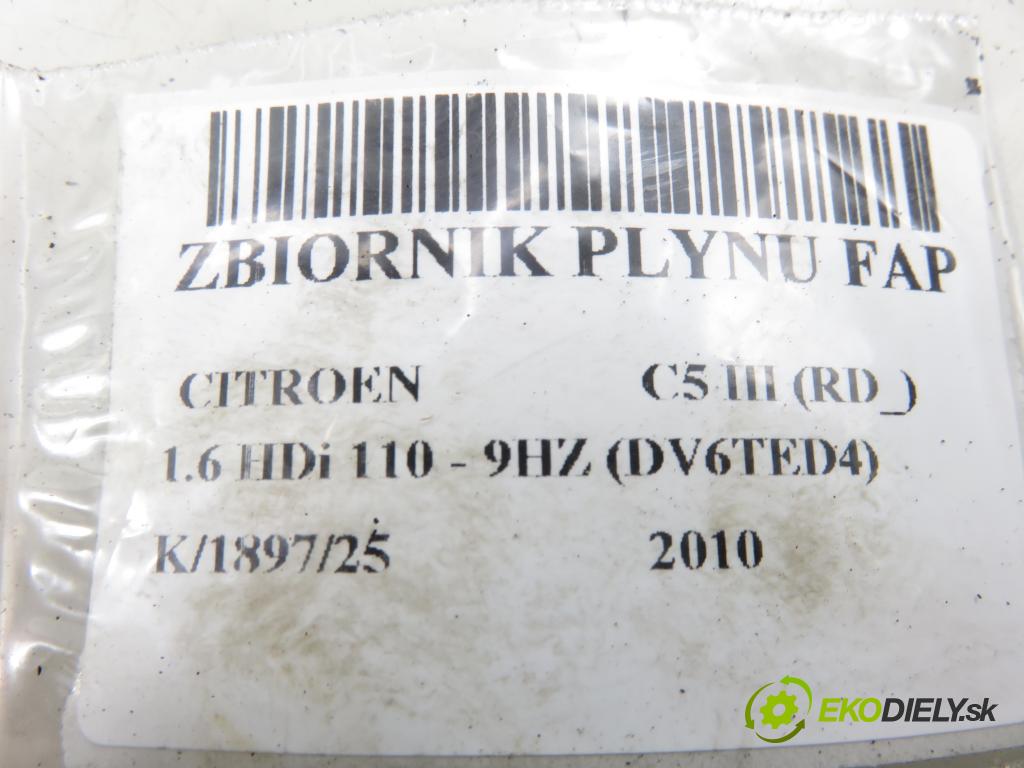 ZBIORNIK PLYNU FAP
CITROEN C5 III (RD_)
1.6 HDi 110 - 9HZ (DV6TED4)
K/1897/25 2010
EKODIELY.sk